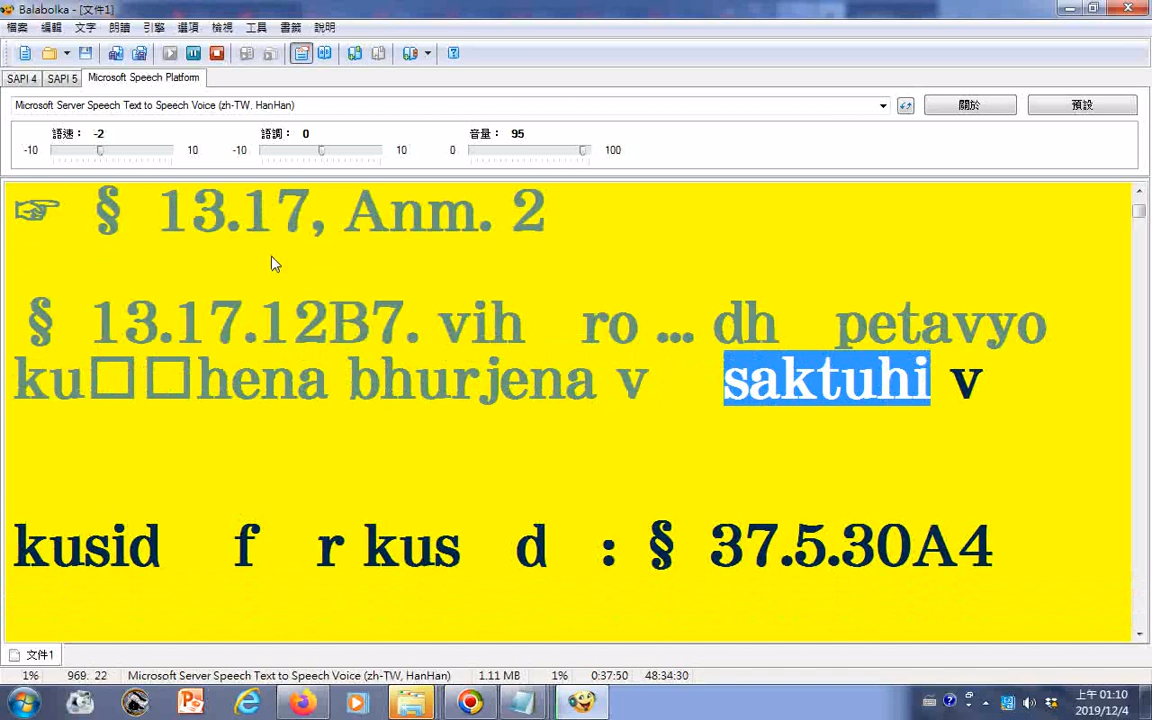 Balabolka - [文件1]
檔案 編輯 文字 朗讀 引擎 選項 檢視 工具 書籤 說明
SAPI 4 SAPI 5 Microsoft Speech Platform
Microsoft Server Speech Text to Speech Voice (zh-TW, HanHan) 關於 預設
語速： -2 語調： 0 音量： 95
-10 10 -10 10 0 100
☞ § 13.17, Anm. 2
§ 13.17.12B7. vih ro ... dh petavyo
ku□□hena bhurjena v saktuhi v
kusid f r kus d : § 37.5.30A4
文件1
1% 969. 22 Microsoft Server Speech Text to Speech Voice (zh-TW, HanHan) 1.11 MB 1% 0:37:50 48:34:30
上午 01:10
2019/12/4